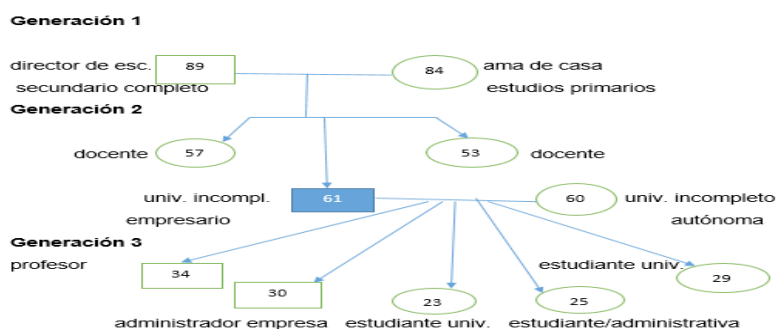 Generación 1
director de esc. 89 84 ama de casa
secundario completo estudios primarios
Generación 2
docente 57 53 docente
univ. incompl. 61 60 univ. incompleto
empresario autónoma
Generación 3
profesor 34 estudiante univ. 29
30 23 25
administrador empresa estudiante univ. estudiante/administrativa